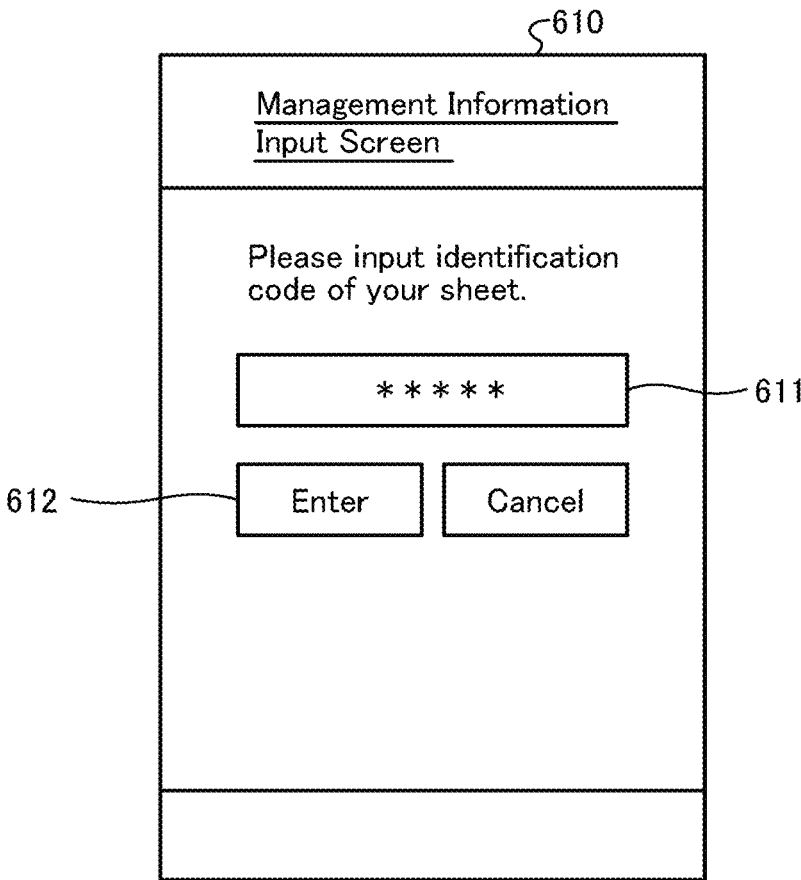 610
Management Information
Input Screen
Please input identification
code of your sheet.
*****
611
612
Enter
Cancel